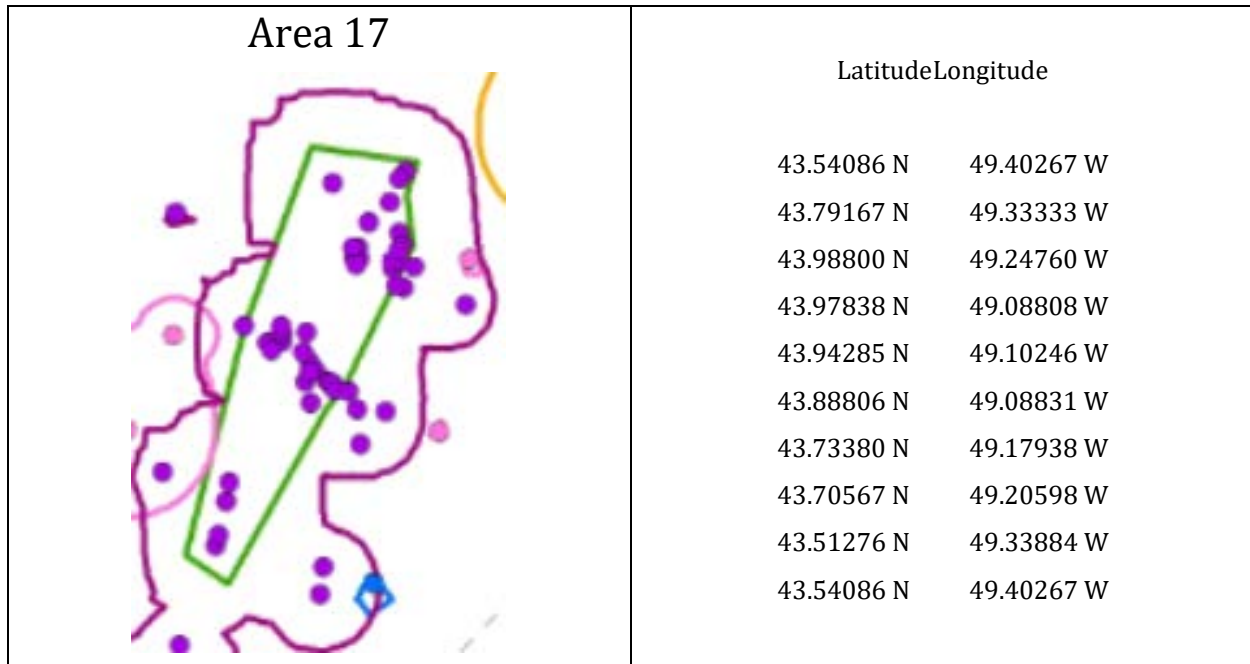 Area 17
LatitudeLongitude
43.54086 N 49.40267 W
43.79167 N 49.33333 W
43.98800 N 49.24760 W
43.97838 N 49.08808 W
43.94285 N 49.10246 W
43.88806 N 49.08831 W
43.73380 N 49.17938 W
43.70567 N 49.20598 W
43.51276 N 49.33884 W
43.54086 N 49.40267 W